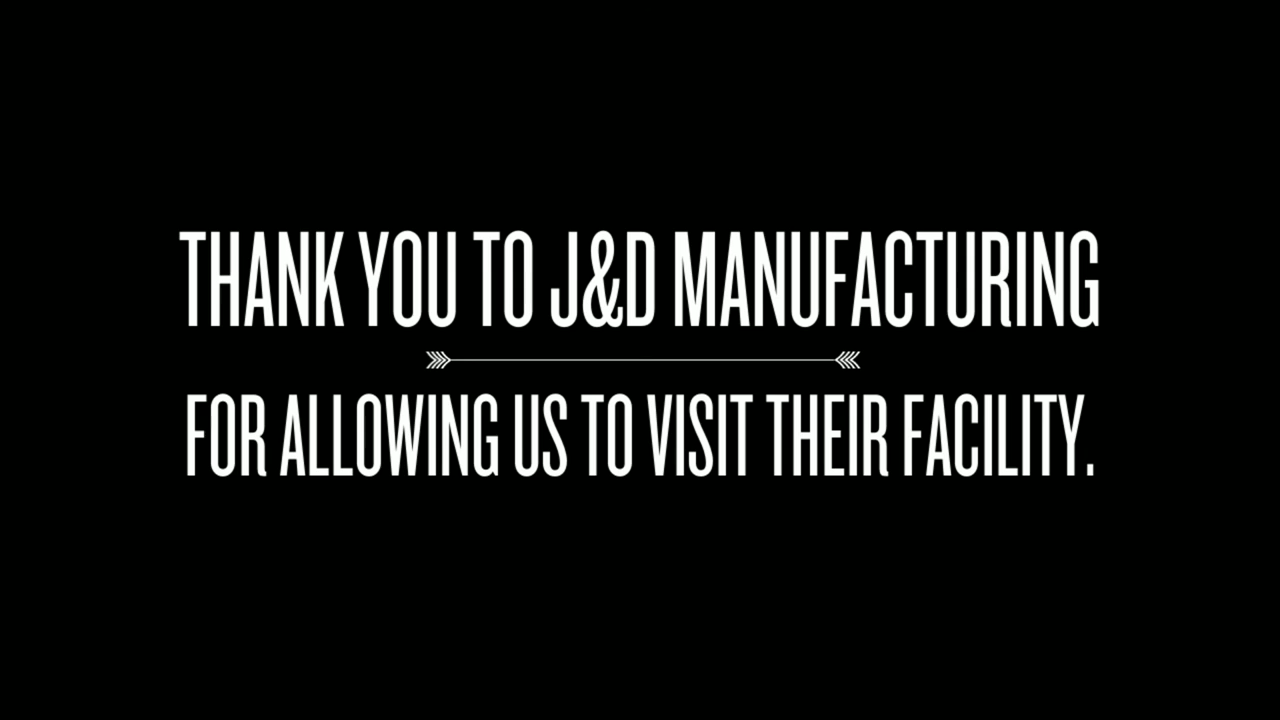 THANK YOU TO J&D MANUFACTURING
FOR ALLOWING US TO VISIT THEIR FACILITY.